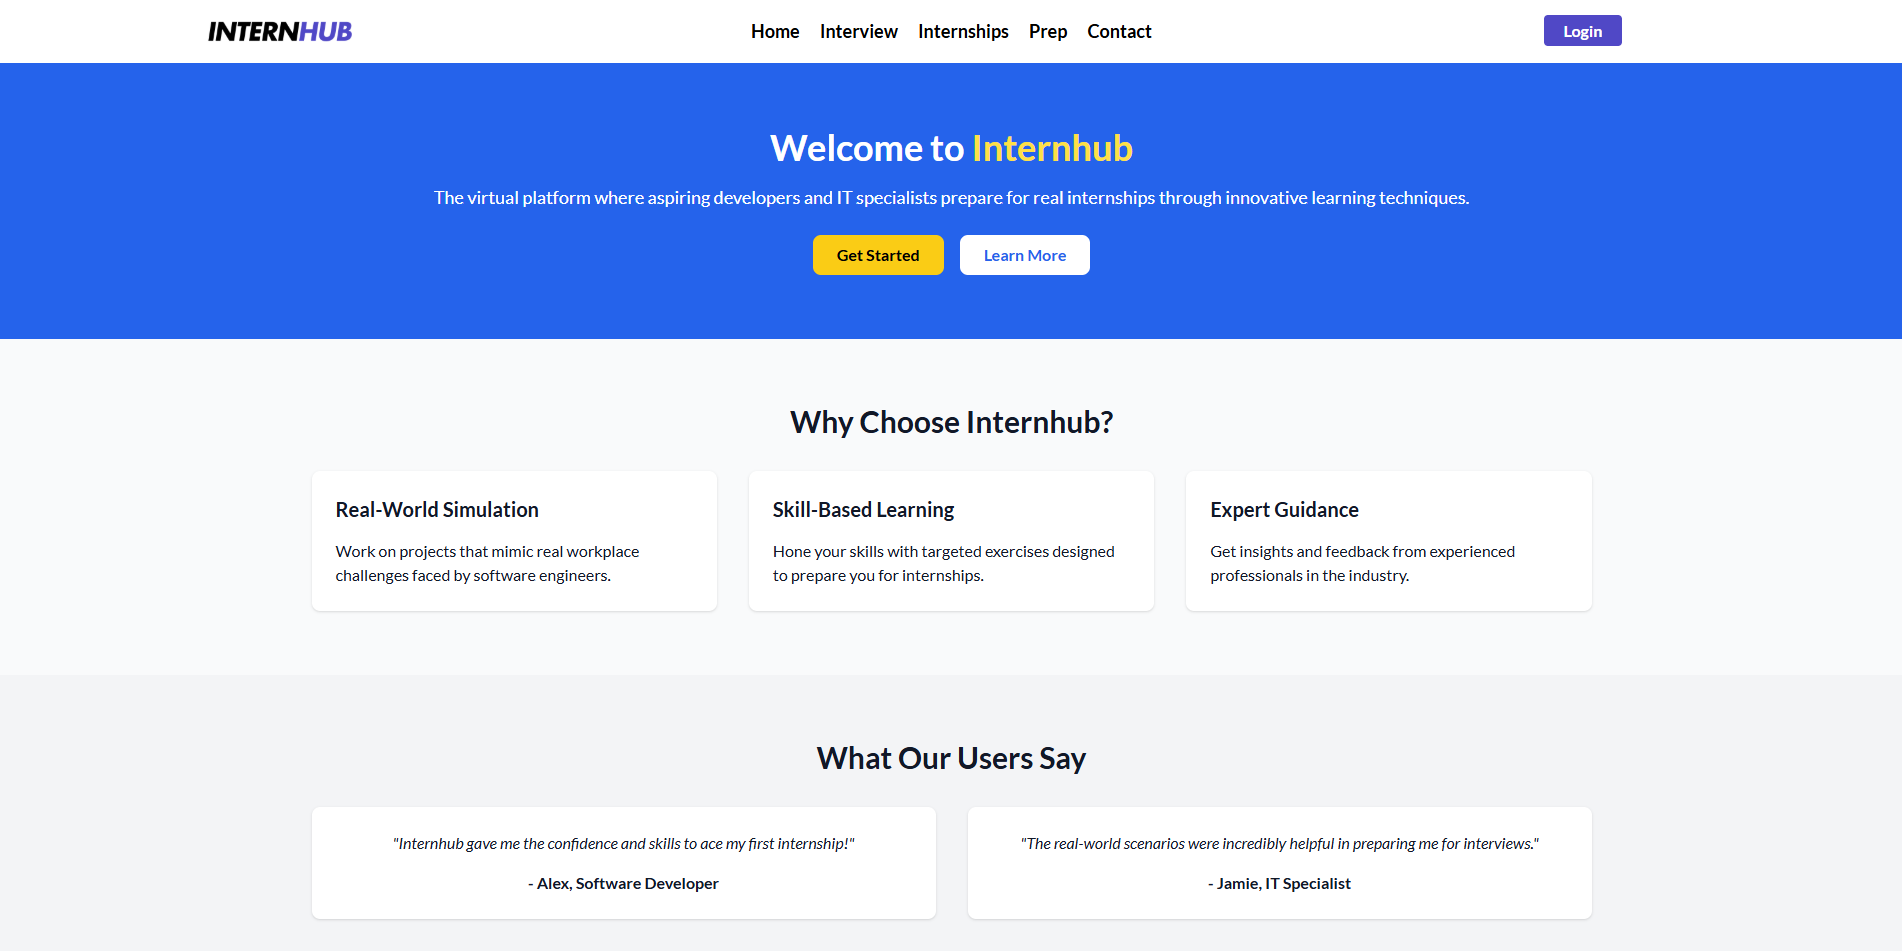 INTERNHUB
Home Interview Internships Prep Contact
Login
Welcome to Internhub
The virtual platform where aspiring developers and IT specialists prepare for real internships through innovative learning techniques.
Get Started
Learn More
Why Choose Internhub?
Real-World Simulation
Work on projects that mimic real workplace
challenges faced by software engineers.
Skill-Based Learning
Hone your skills with targeted exercises designed
to prepare you for internships.
Expert Guidance
Get insights and feedback from experienced
professionals in the industry.
What Our Users Say
"Internhub gave me the confidence and skills to ace my first internship!"
- Alex, Software Developer
"The real-world scenarios were incredibly helpful in preparing me for interviews."
- Jamie, IT Specialist